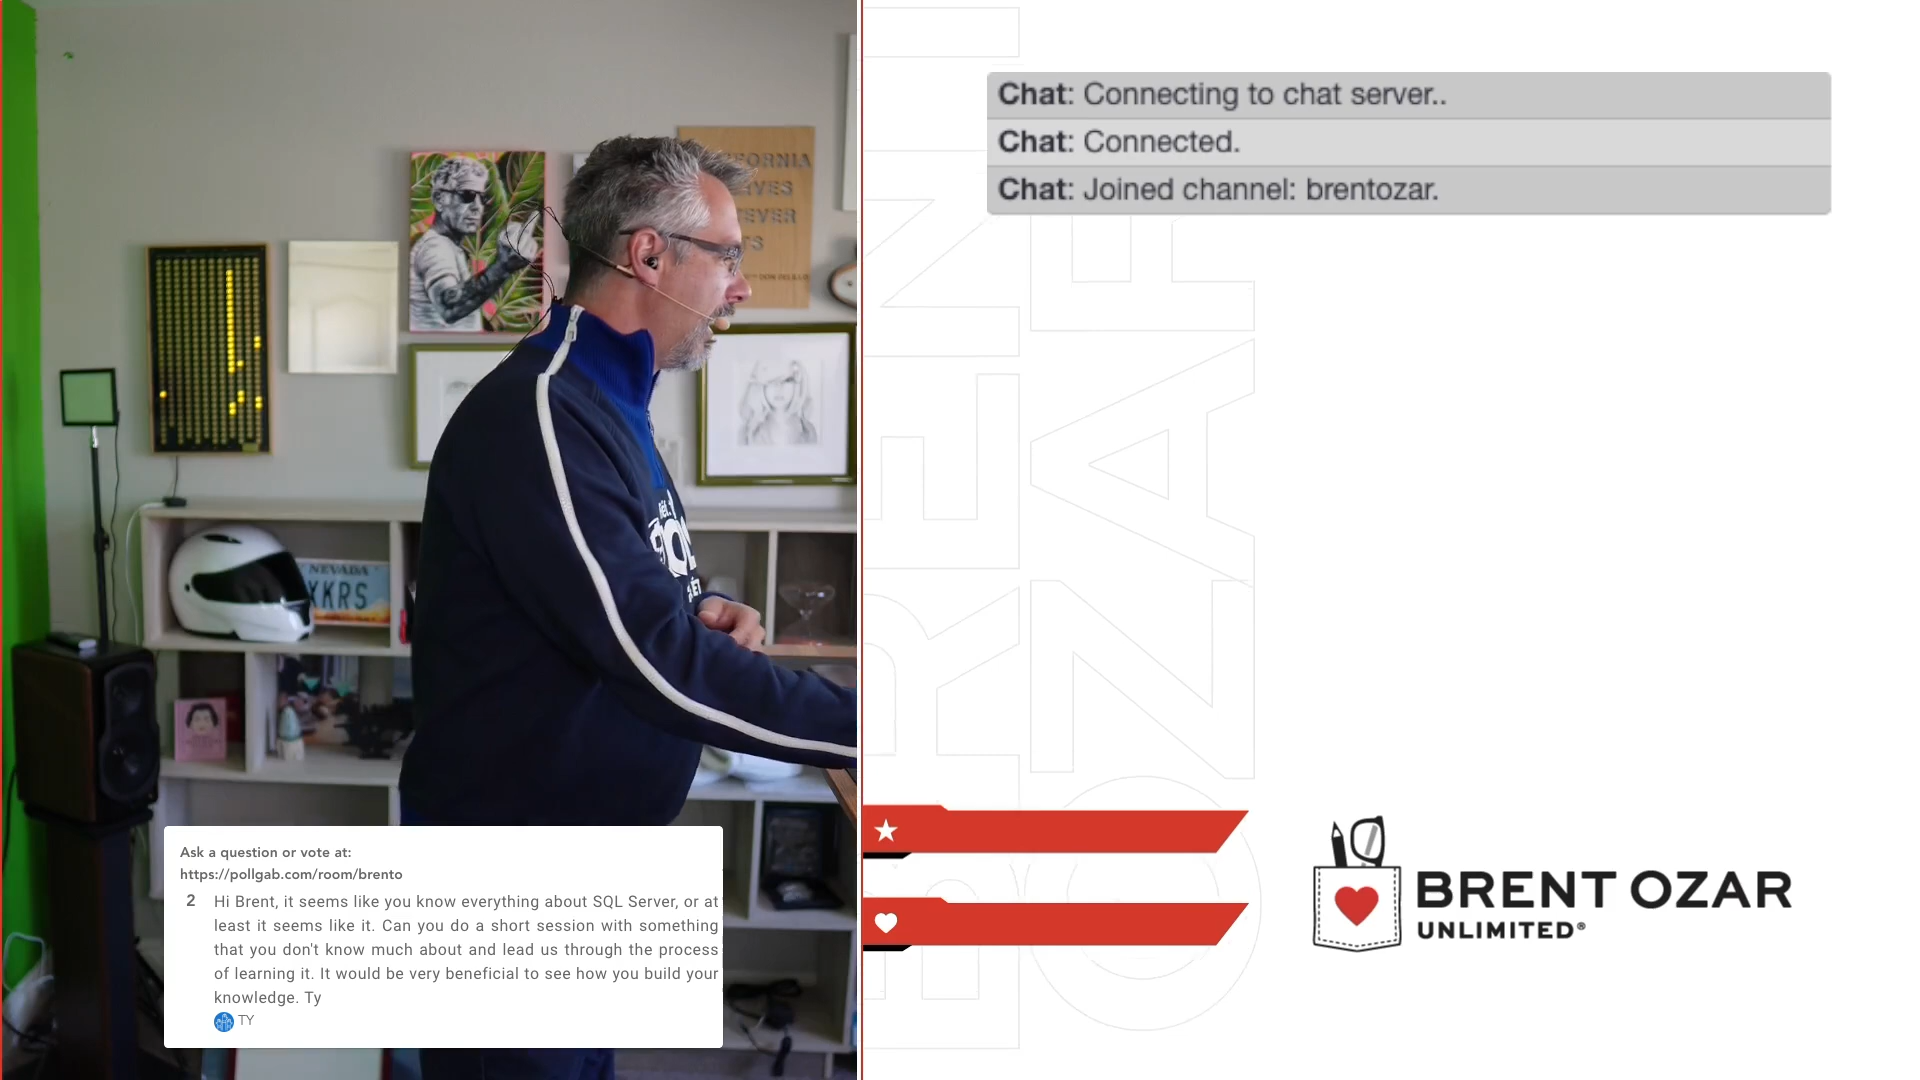 Chat: Connecting to chat server..
Chat: Connected.
Chat: Joined channel: brentozar.
NEVADA
XKRS
Ask a question or vote at:
https://pollgab.com/room/brento
2 Hi Brent, it seems like you know everything about SQL Server, or at
least it seems like it. Can you do a short session with something
that you don't know much about and lead us through the process
of learning it. It would be very beneficial to see how you build your
knowledge. Ty
TY
BRENT OZAR
UNLIMITED®
BRENT
OZAR